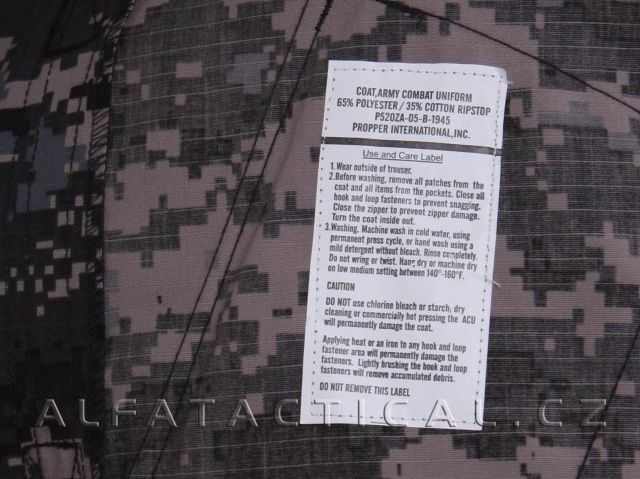 COAT, ARMY COMBAT UNIFORM
65% POLYESTER / 35% COTTON RIPSTOP
P520ZA-05-B-1945
PROPPER INTERNATIONAL, INC.
Use and Care Label
1. Wear outside of trouser.
2. Before washing, remove all patches from the
coat and all items from the pockets. Close all
hook and loop fasteners to prevent snagging.
Close the zipper to prevent zipper damage.
Turn the coat inside out.
3. Washing. Machine wash in cold water, using
permanent press cycle, or hand wash using a
mild detergent without bleach. Rinse completely.
Do not wring or twist. Hang dry or machine dry
on low medium setting between 140°-160°F.
CAUTION
DO NOT use chlorine bleach or starch; dry
cleaning or commercially hot pressing the ACU
will permanently damage the coat.
Applying heat or an iron to any hook and loop
fastener area will permanently damage the
fasteners. Lightly brushing the hook and loop
fasteners will remove accumulated debris.
DO NOT REMOVE THIS LABEL
ALFATACTICAL.CZ